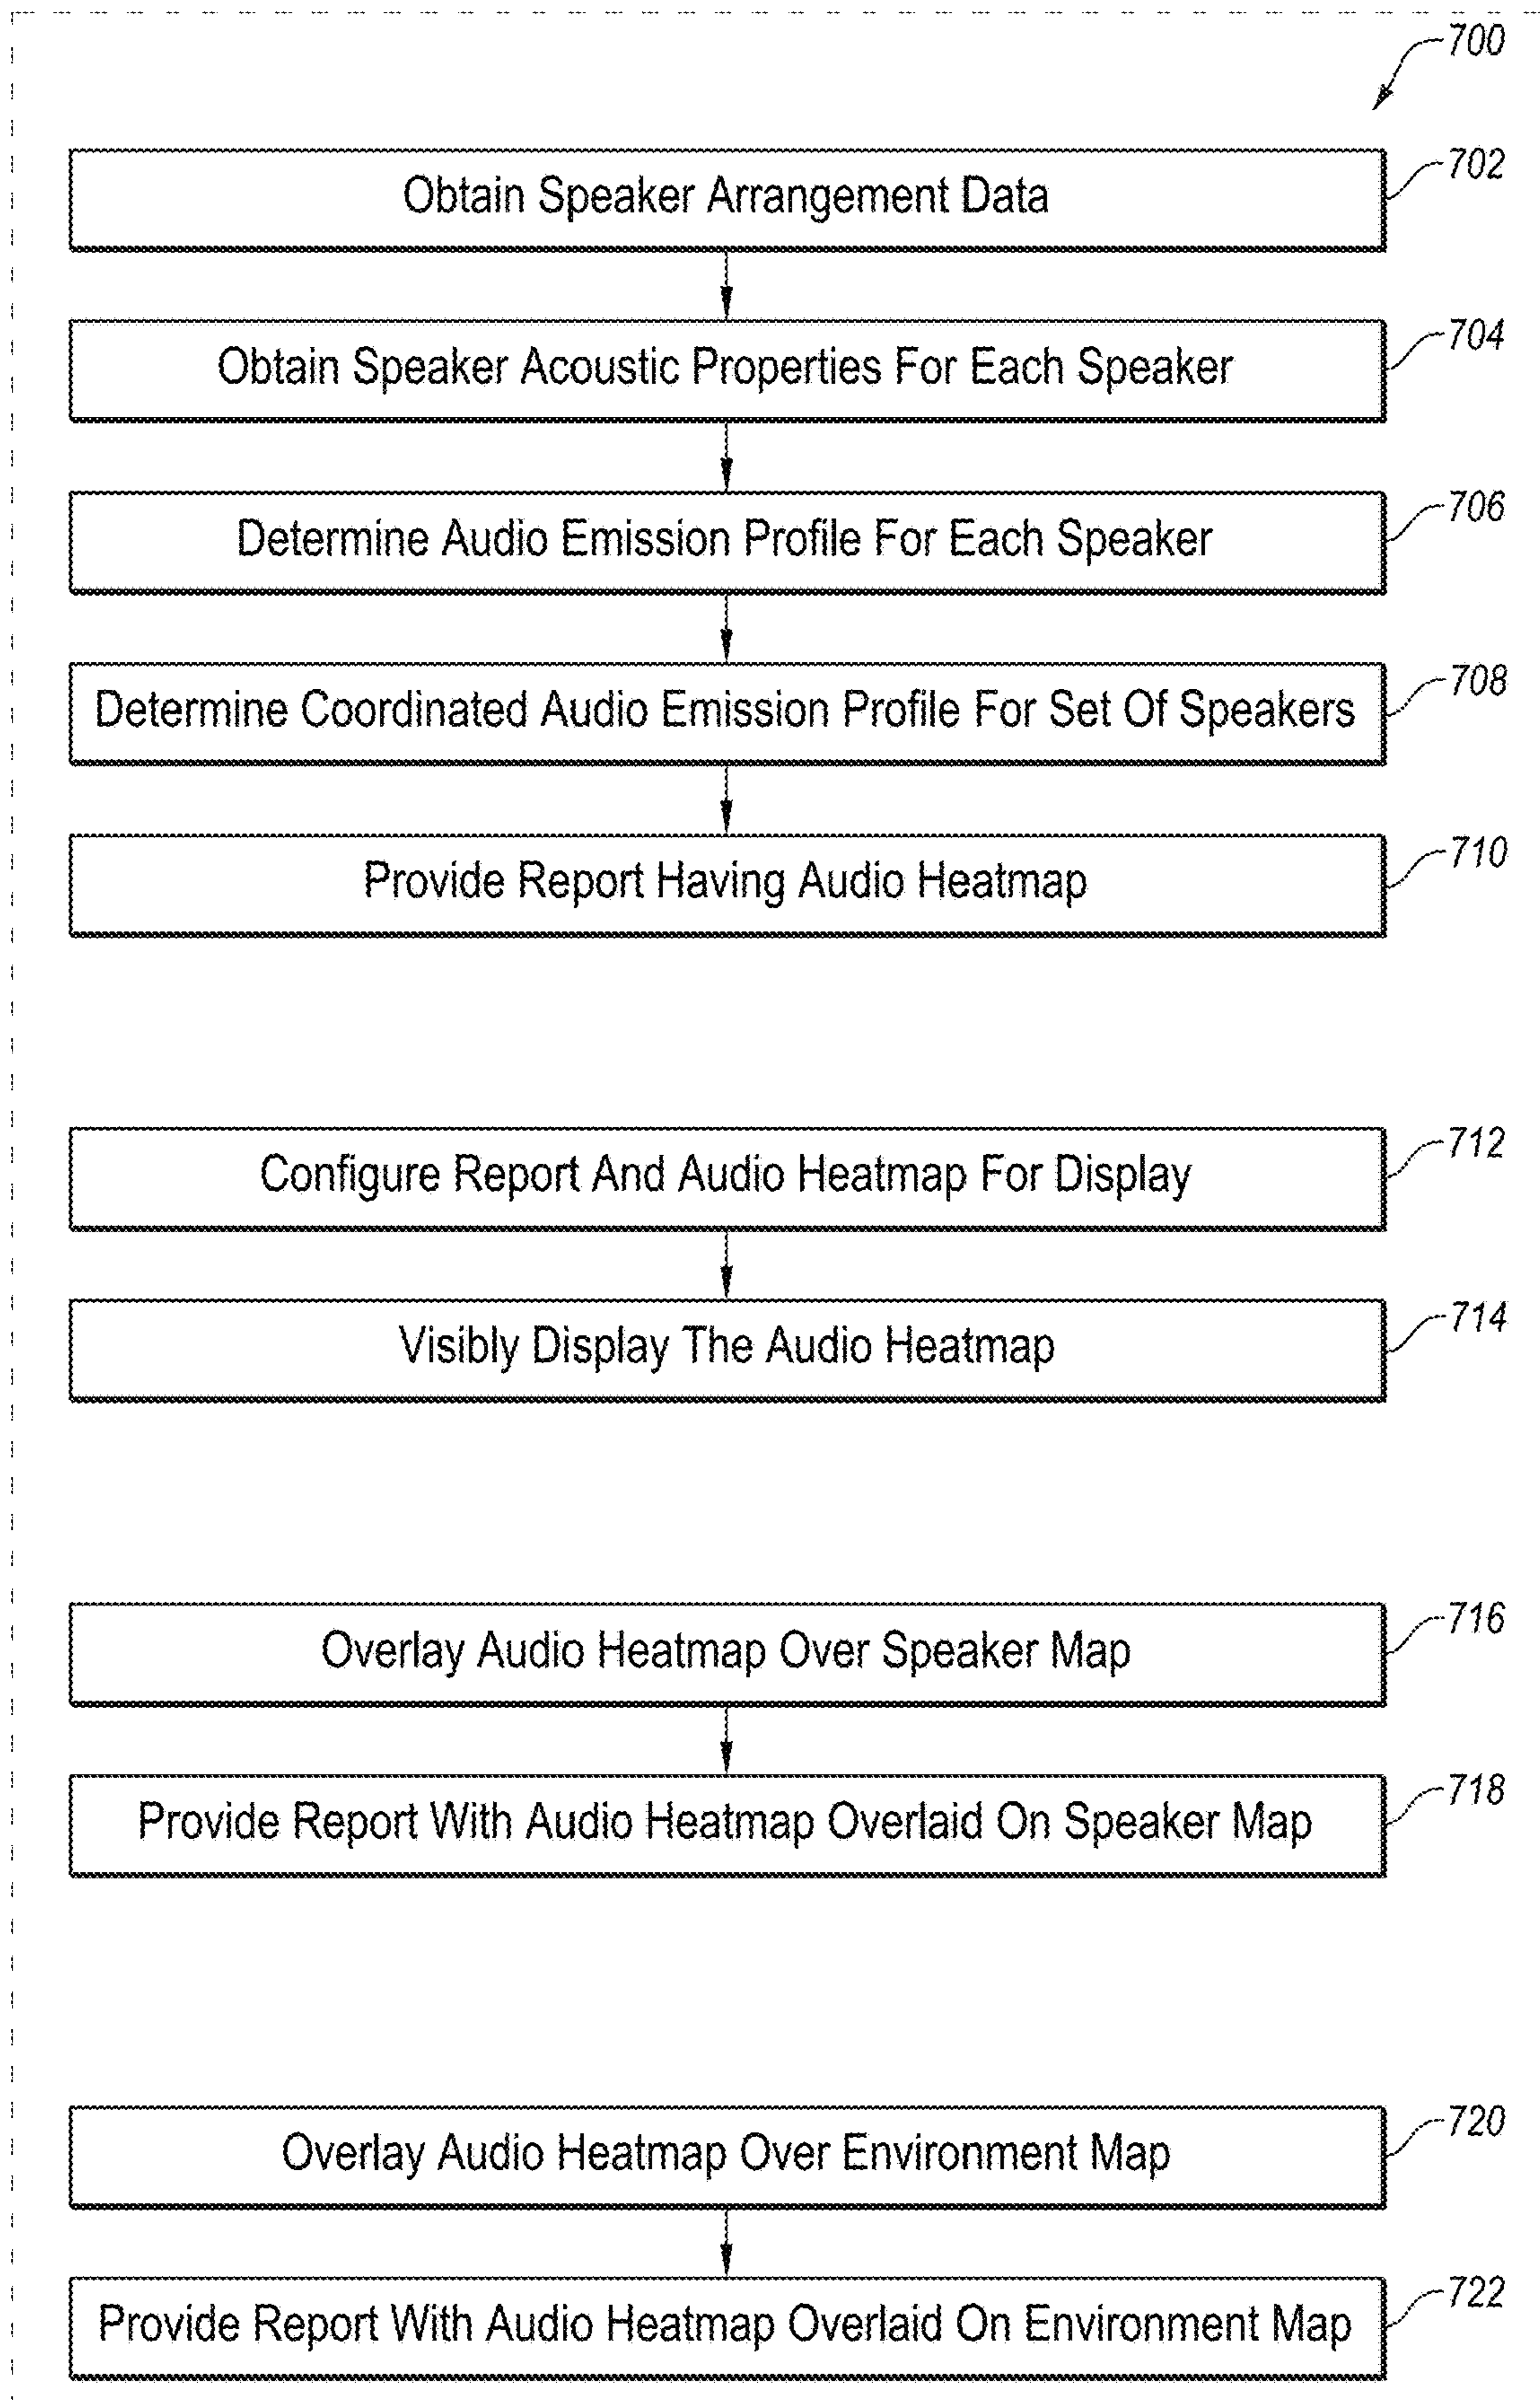 700
702
Obtain Speaker Arrangement Data
704
Obtain Speaker Acoustic Properties For Each Speaker
706
Determine Audio Emission Profile For Each Speaker
708
Determine Coordinated Audio Emission Profile For Set Of Speakers
710
Provide Report Having Audio Heatmap
712
Configure Report And Audio Heatmap For Display
714
Visibly Display The Audio Heatmap
716
Overlay Audio Heatmap Over Speaker Map
718
Provide Report With Audio Heatmap Overlaid On Speaker Map
720
Overlay Audio Heatmap Over Environment Map
722
Provide Report With Audio Heatmap Overlaid On Environment Map